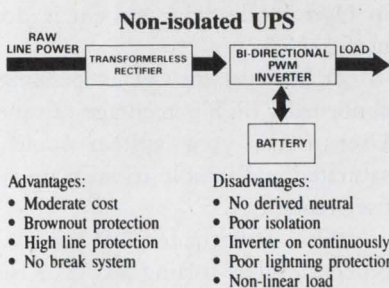 Non-isolated UPS
RAW
LINE POWER
TRANSFORMERLESS
RECTIFIER
BI-DIRECTIONAL
PWM
INVERTER
LOAD
BATTERY
Advantages:
• Moderate cost
• Brownout protection
• High line protection
• No break system
Disadvantages:
• No derived neutral
• Poor isolation
• Inverter on continuously
• Poor lightning protection
• Non-linear load